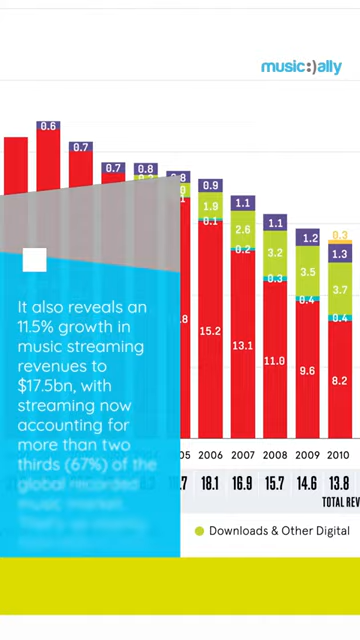 music:)ally
0.6
0.7
0.7
0.8
0.8
0.9
1.1
1.1
1.2
0.3
1.3
1.9
2.6
3.2
3.5
3.7
0.1
0.2
0.3
0.4
0.4
15.2
13.1
11.0
9.6
8.2
It also reveals an
11.5% growth in
music streaming
revenues to
$17.5bn, with
streaming now
accounting for
more than two
thirds (67%) of the
global recorded
music market.
2006 2007 2008 2009 2010
18.1 16.9 15.7 14.6 13.8
TOTAL REV
Downloads & Other Digital